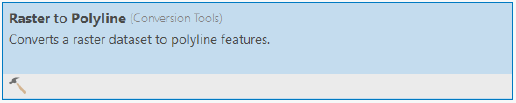 Raster to Polyline (Conversion Tools)
Converts a raster dataset to polyline features.